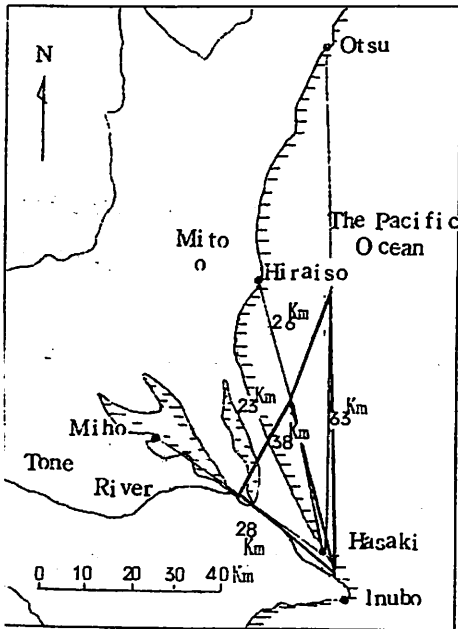 Otsu
N
The Pacific
Ocean
Mito
Hiraiso
26 Km
23 Km
38 Km
63 Km
Miho
Tone
River
28 Km
Hasaki
0 10 20 30 40 Km
Inubo